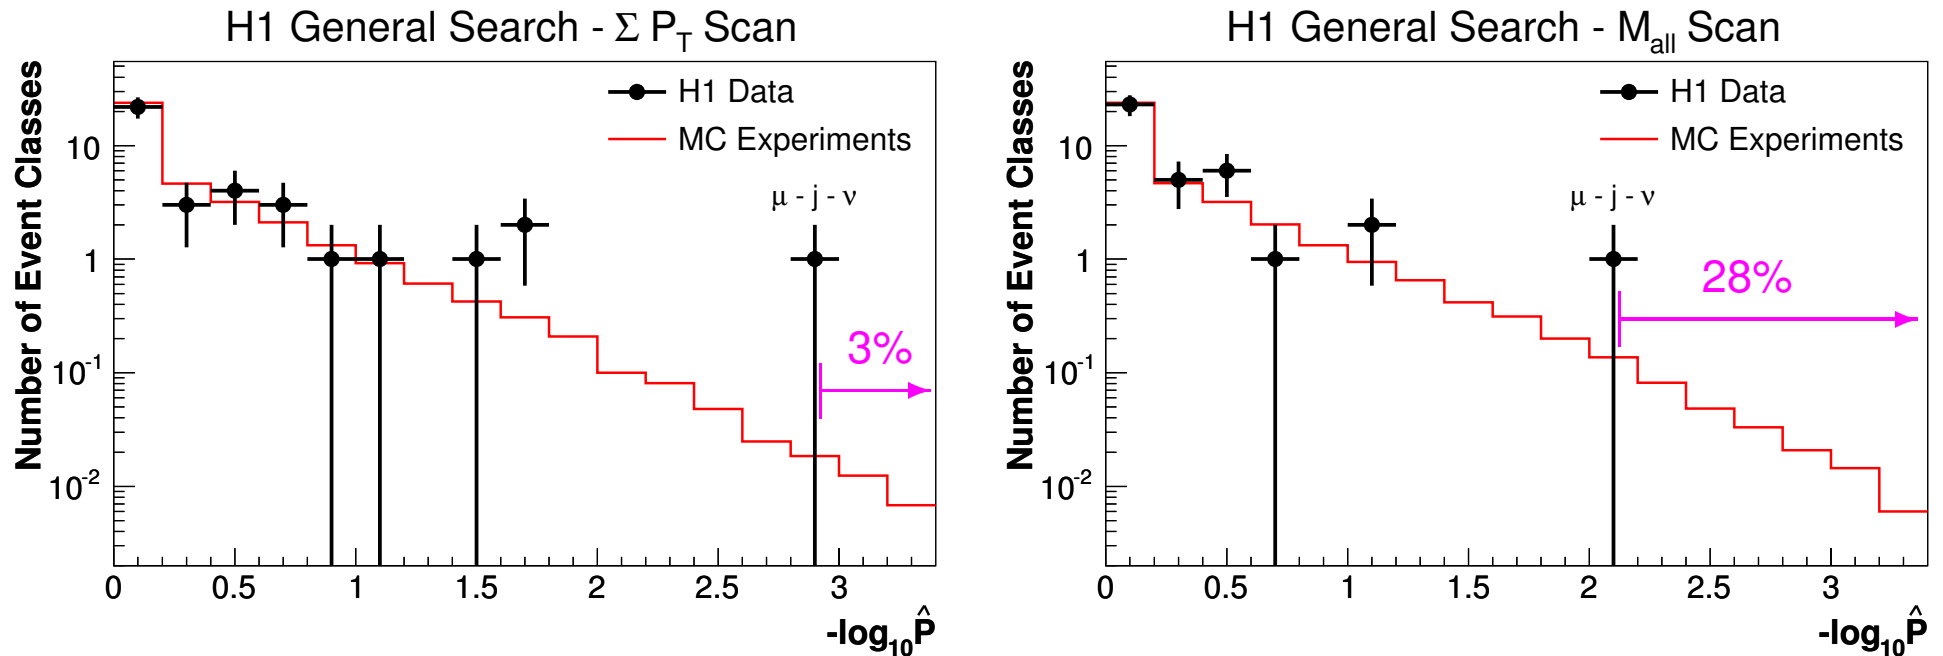 H1 General Search - Σ P_T Scan
Number of Event Classes
H1 Data
MC Experiments
μ - j - ν
3%
10
1
10^-1
10^-2
0 0.5 1 1.5 2 2.5 3
-log_10 P̂
H1 General Search - M_all Scan
Number of Event Classes
H1 Data
MC Experiments
μ - j - ν
28%
10
1
10^-1
10^-2
0 0.5 1 1.5 2 2.5 3
-log_10 P̂